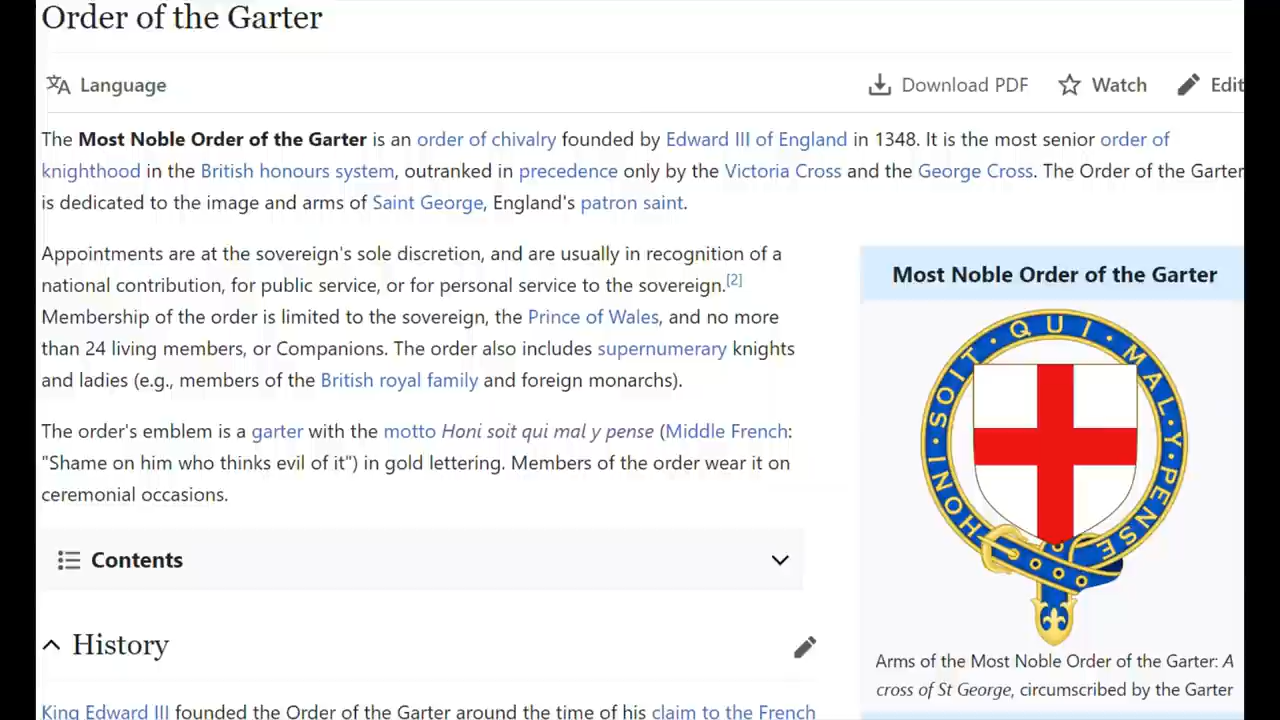 Order of the Garter
Language
Download PDF
Watch
Edit
The Most Noble Order of the Garter is an order of chivalry founded by Edward III of England in 1348. It is the most senior order of
knighthood in the British honours system, outranked in precedence only by the Victoria Cross and the George Cross. The Order of the Garter
is dedicated to the image and arms of Saint George, England's patron saint.
Appointments are at the sovereign's sole discretion, and are usually in recognition of a
national contribution, for public service, or for personal service to the sovereign.[2]
Membership of the order is limited to the sovereign, the Prince of Wales, and no more
than 24 living members, or Companions. The order also includes supernumerary knights
and ladies (e.g., members of the British royal family and foreign monarchs).
The order's emblem is a garter with the motto Honi soit qui mal y pense (Middle French:
"Shame on him who thinks evil of it") in gold lettering. Members of the order wear it on
ceremonial occasions.
Contents
History
King Edward III founded the Order of the Garter around the time of his claim to the French
Most Noble Order of the Garter
HONI·SOIT·QUI·MAL·Y·PENSE
Arms of the Most Noble Order of the Garter: A
cross of St George, circumscribed by the Garter